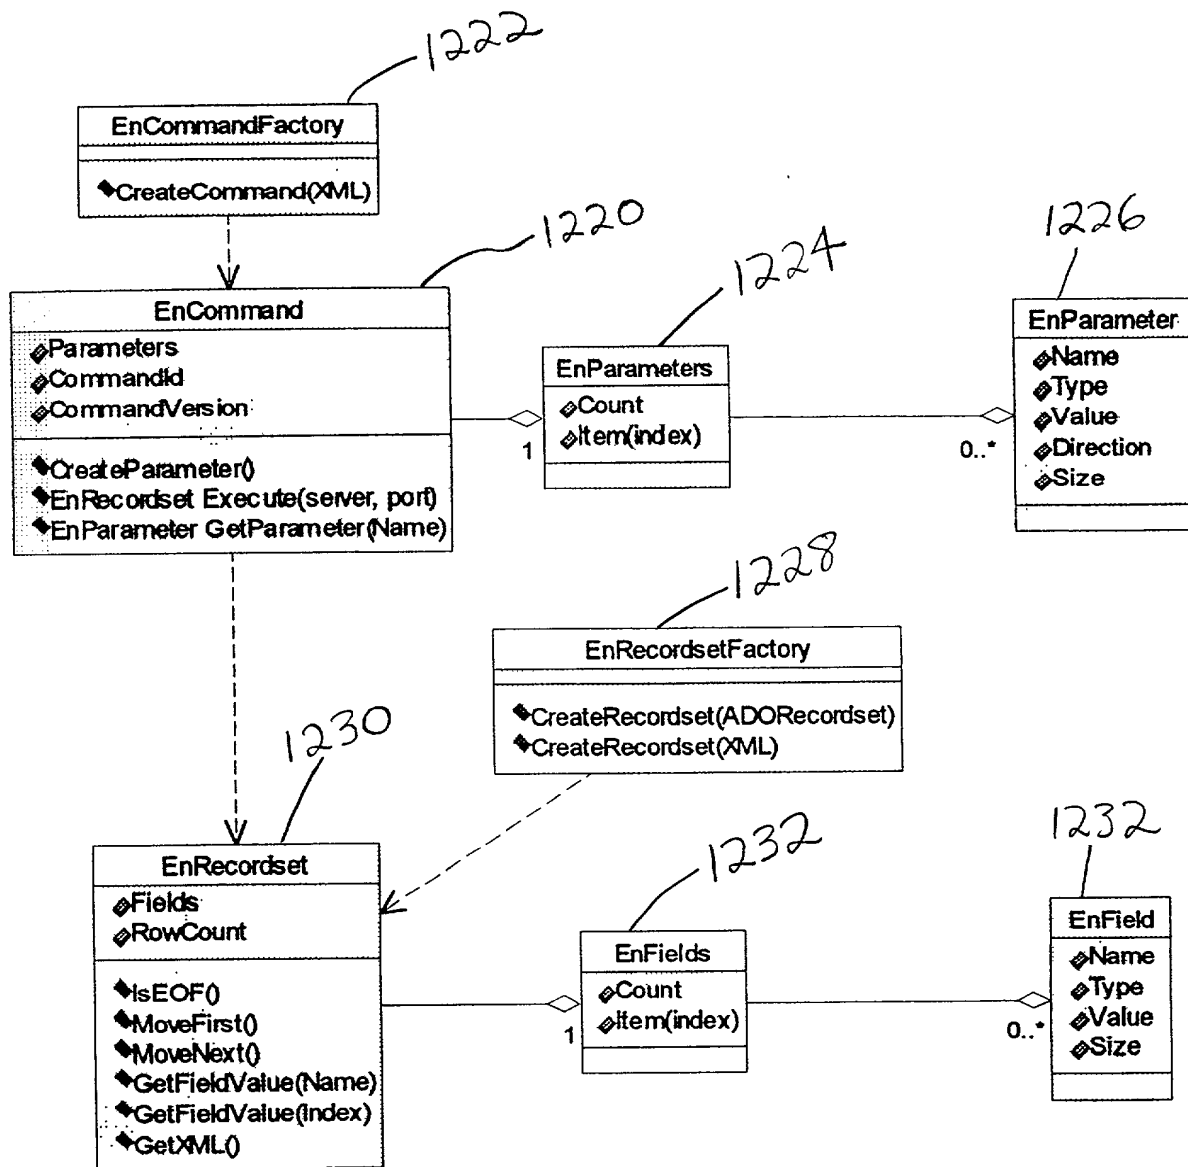 1222
EnCommandFactory
CreateCommand(XML)
1220
EnCommand
Parameters
CommandId
CommandVersion
CreateParameter()
EnRecordset Execute(server, port)
EnParameter GetParameter(Name)
1224
EnParameters
Count
Item(index)
1
1226
EnParameter
Name
Type
Value
Direction
Size
0..*
1228
EnRecordsetFactory
CreateRecordset(ADORecordset)
CreateRecordset(XML)
1230
EnRecordset
Fields
RowCount
IsEOF()
MoveFirst()
MoveNext()
GetFieldValue(Name)
GetFieldValue(Index)
GetXML()
1232
EnFields
Count
Item(index)
1
1232
EnField
Name
Type
Value
Size
0..*